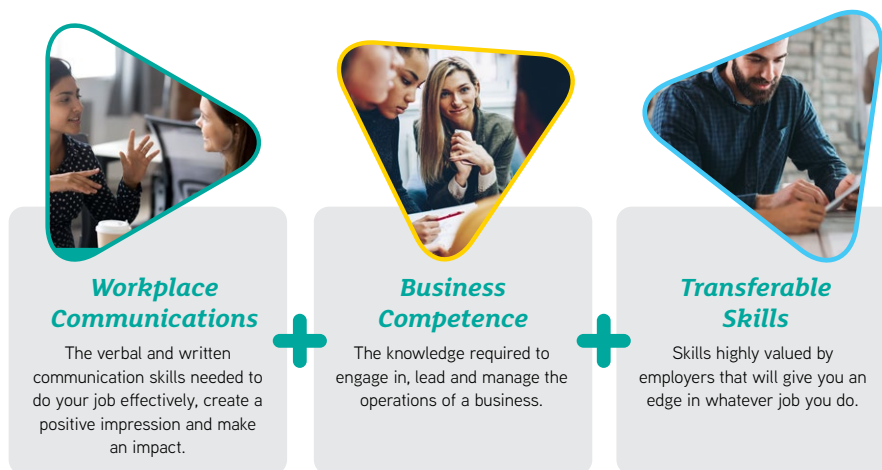 Workplace
Communications
The verbal and written
communication skills needed to
do your job effectively, create a
positive impression and make
an impact.
Business
Competence
The knowledge required to
engage in, lead and manage the
operations of a business.
Transferable
Skills
Skills highly valued by
employers that will give you an
edge in whatever job you do.